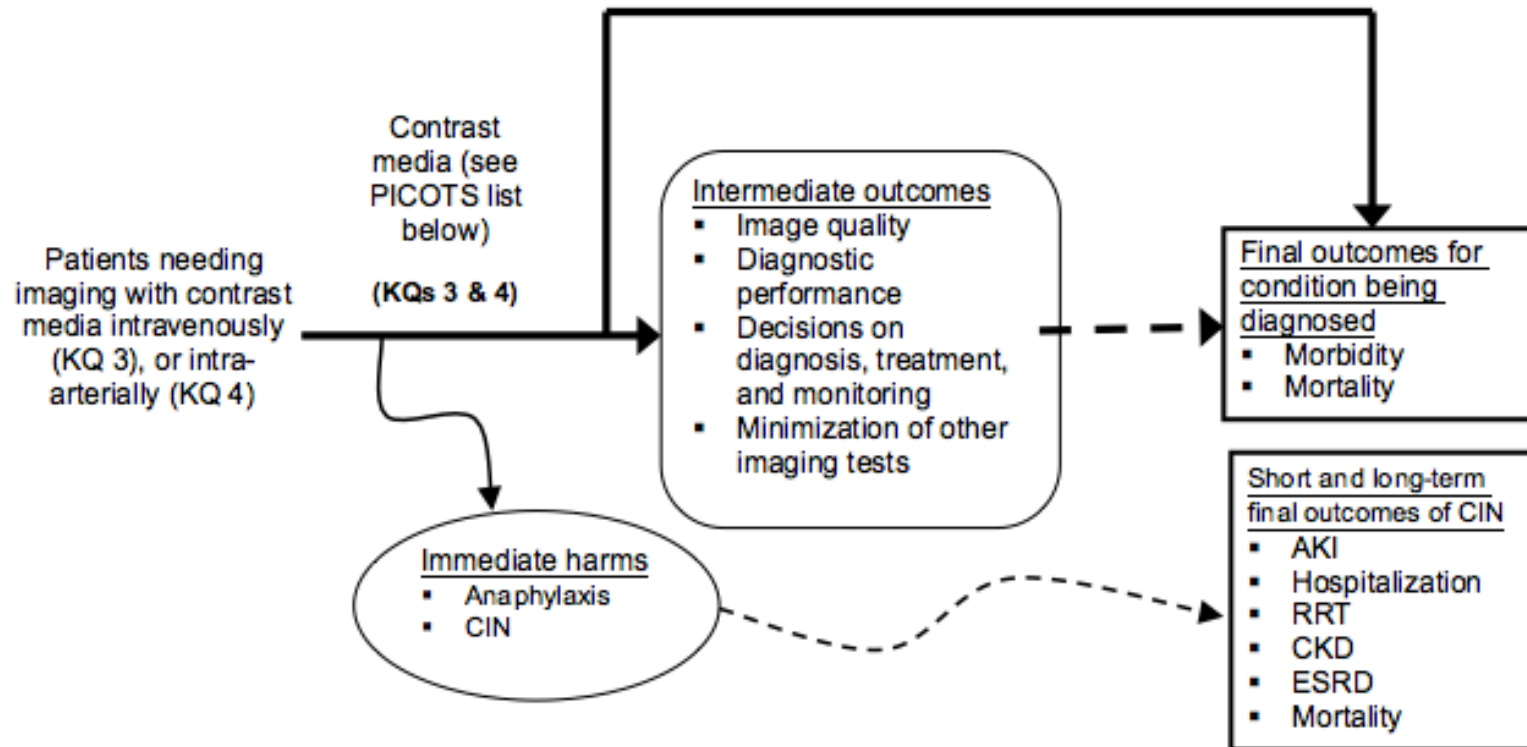 Patients needing
imaging with contrast
media intravenously
(KQ 3), or intra-
arterially (KQ 4)
Contrast
media (see
PICOTS list
below)
(KQs 3 & 4)
Intermediate outcomes
▪ Image quality
▪ Diagnostic
performance
▪ Decisions on
diagnosis, treatment,
and monitoring
▪ Minimization of other
imaging tests
Final outcomes for
condition being
diagnosed
▪ Morbidity
▪ Mortality
Immediate harms
▪ Anaphylaxis
▪ CIN
Short and long-term
final outcomes of CIN
▪ AKI
▪ Hospitalization
▪ RRT
▪ CKD
▪ ESRD
▪ Mortality